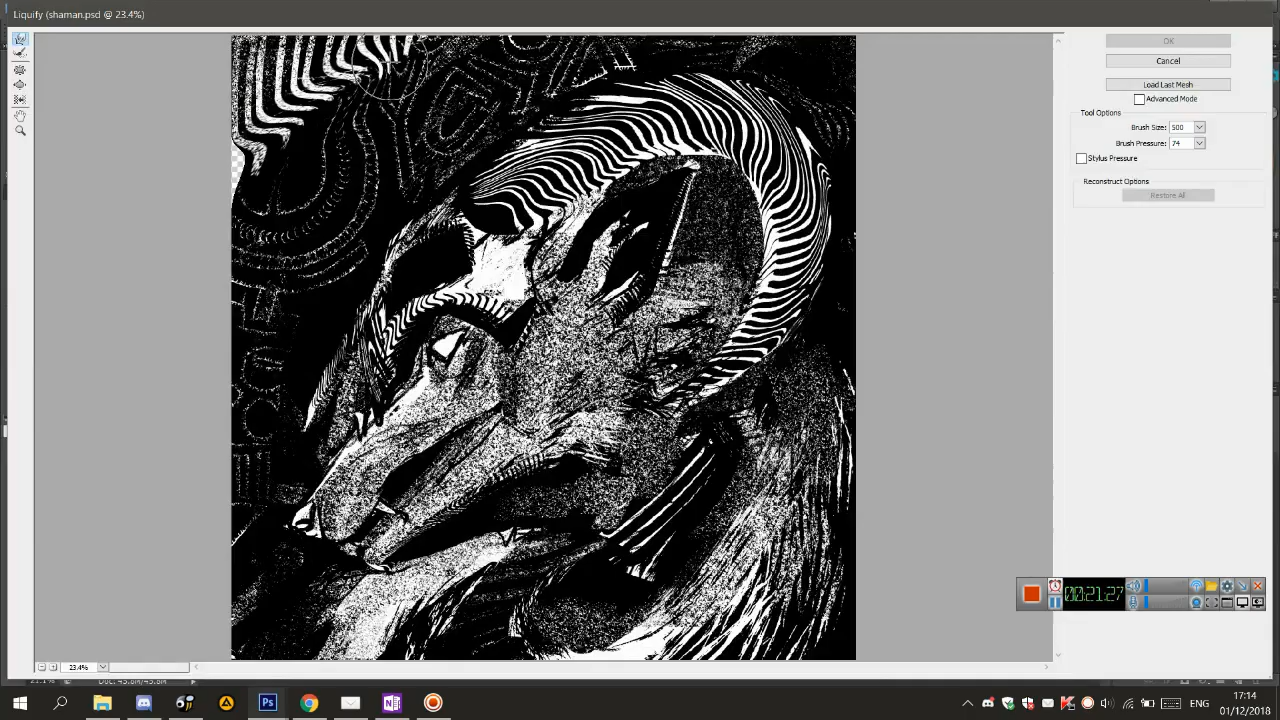 Liquify (shaman.psd @ 23.4%)
OK
Cancel
Load Last Mesh
Advanced Mode
Tool Options
Brush Size: 500
Brush Pressure: 74
Stylus Pressure
Reconstruct Options
Restore All
00:21:27
23.4%
Ps
N
ENG
17:14
01/12/2018